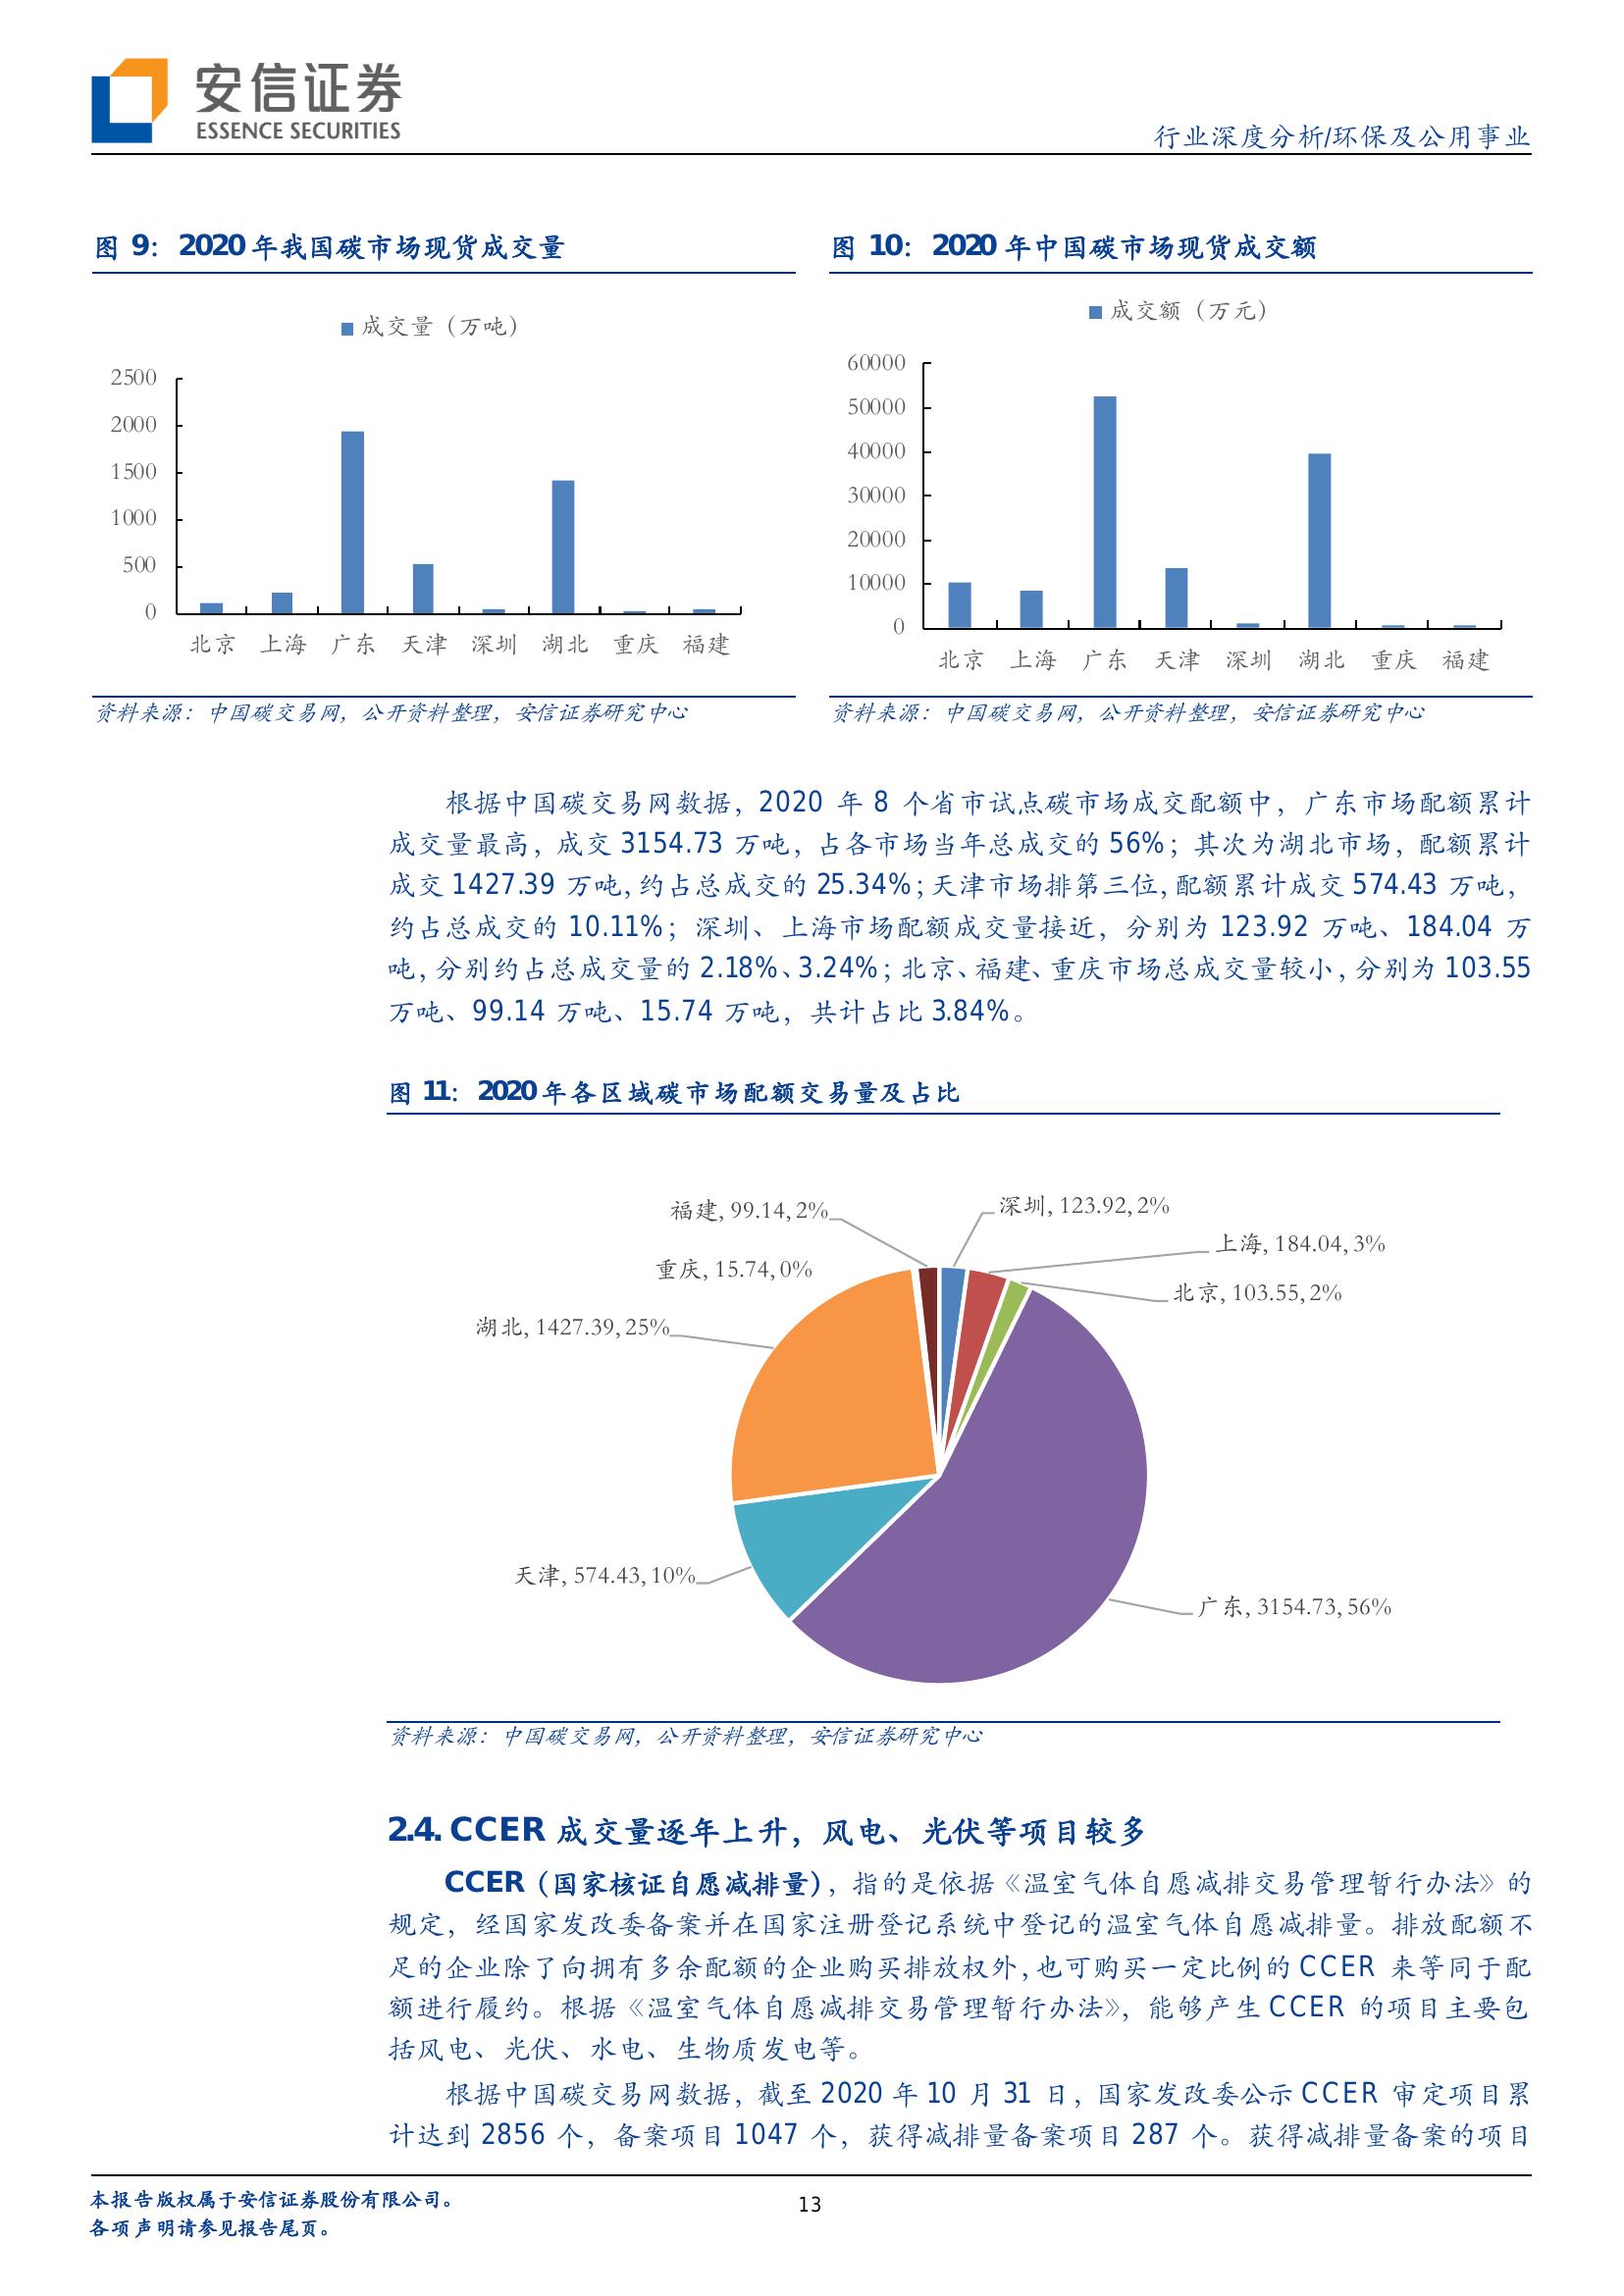 安信证券
ESSENCE SECURITIES
行业深度分析/环保及公用事业
图 9：2020 年我国碳市场现货成交量
成交量（万吨）
2500
2000
1500
1000
500
0
北京 上海 广东 天津 深圳 湖北 重庆 福建
资料来源：中国碳交易网，公开资料整理，安信证券研究中心
图 10：2020 年中国碳市场现货成交额
成交额（万元）
60000
50000
40000
30000
20000
10000
0
北京 上海 广东 天津 深圳 湖北 重庆 福建
资料来源：中国碳交易网，公开资料整理，安信证券研究中心
根据中国碳交易网数据，2020 年 8 个省市试点碳市场成交配额中，广东市场配额累计
成交量最高，成交 3154.73 万吨，占各市场当年总成交的 56%；其次为湖北市场，配额累计
成交 1427.39 万吨，约占总成交的 25.34%；天津市场排第三位，配额累计成交 574.43 万吨，
约占总成交的 10.11%；深圳、上海市场配额成交量接近，分别为 123.92 万吨、184.04 万
吨，分别约占总成交量的 2.18%、3.24%；北京、福建、重庆市场总成交量较小，分别为 103.55
万吨、99.14 万吨、15.74 万吨，共计占比 3.84%。
图 11：2020 年各区域碳市场配额交易量及占比
深圳, 123.92, 2%
福建, 99.14, 2%
上海, 184.04, 3%
重庆, 15.74, 0%
北京, 103.55, 2%
湖北, 1427.39, 25%
天津, 574.43, 10%
广东, 3154.73, 56%
资料来源：中国碳交易网，公开资料整理，安信证券研究中心
2.4. CCER 成交量逐年上升，风电、光伏等项目较多
CCER（国家核证自愿减排量），指的是依据《温室气体自愿减排交易管理暂行办法》的
规定，经国家发改委备案并在国家注册登记系统中登记的温室气体自愿减排量。排放配额不
足的企业除了向拥有多余配额的企业购买排放权外，也可购买一定比例的 CCER 来等同于配
额进行履约。根据《温室气体自愿减排交易管理暂行办法》，能够产生 CCER 的项目主要包
括风电、光伏、水电、生物质发电等。
根据中国碳交易网数据，截至 2020 年 10 月 31 日，国家发改委公示 CCER 审定项目累
计达到 2856 个，备案项目 1047 个，获得减排量备案项目 287 个。获得减排量备案的项目
本报告版权属于安信证券股份有限公司。
各项声明请参见报告尾页。
13